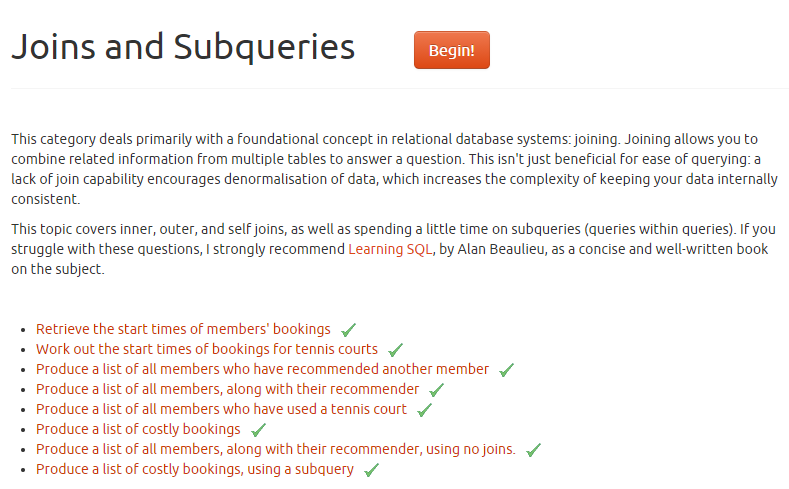 Joins and Subqueries
Begin!
This category deals primarily with a foundational concept in relational database systems: joining. Joining allows you to
combine related information from multiple tables to answer a question. This isn't just beneficial for ease of querying: a
lack of join capability encourages denormalisation of data, which increases the complexity of keeping your data internally
consistent.
This topic covers inner, outer, and self joins, as well as spending a little time on subqueries (queries within queries). If you
struggle with these questions, I strongly recommend Learning SQL, by Alan Beaulieu, as a concise and well-written book
on the subject.
Retrieve the start times of members' bookings
Work out the start times of bookings for tennis courts
Produce a list of all members who have recommended another member
Produce a list of all members, along with their recommender
Produce a list of all members who have used a tennis court
Produce a list of costly bookings
Produce a list of all members, along with their recommender, using no joins.
Produce a list of costly bookings, using a subquery